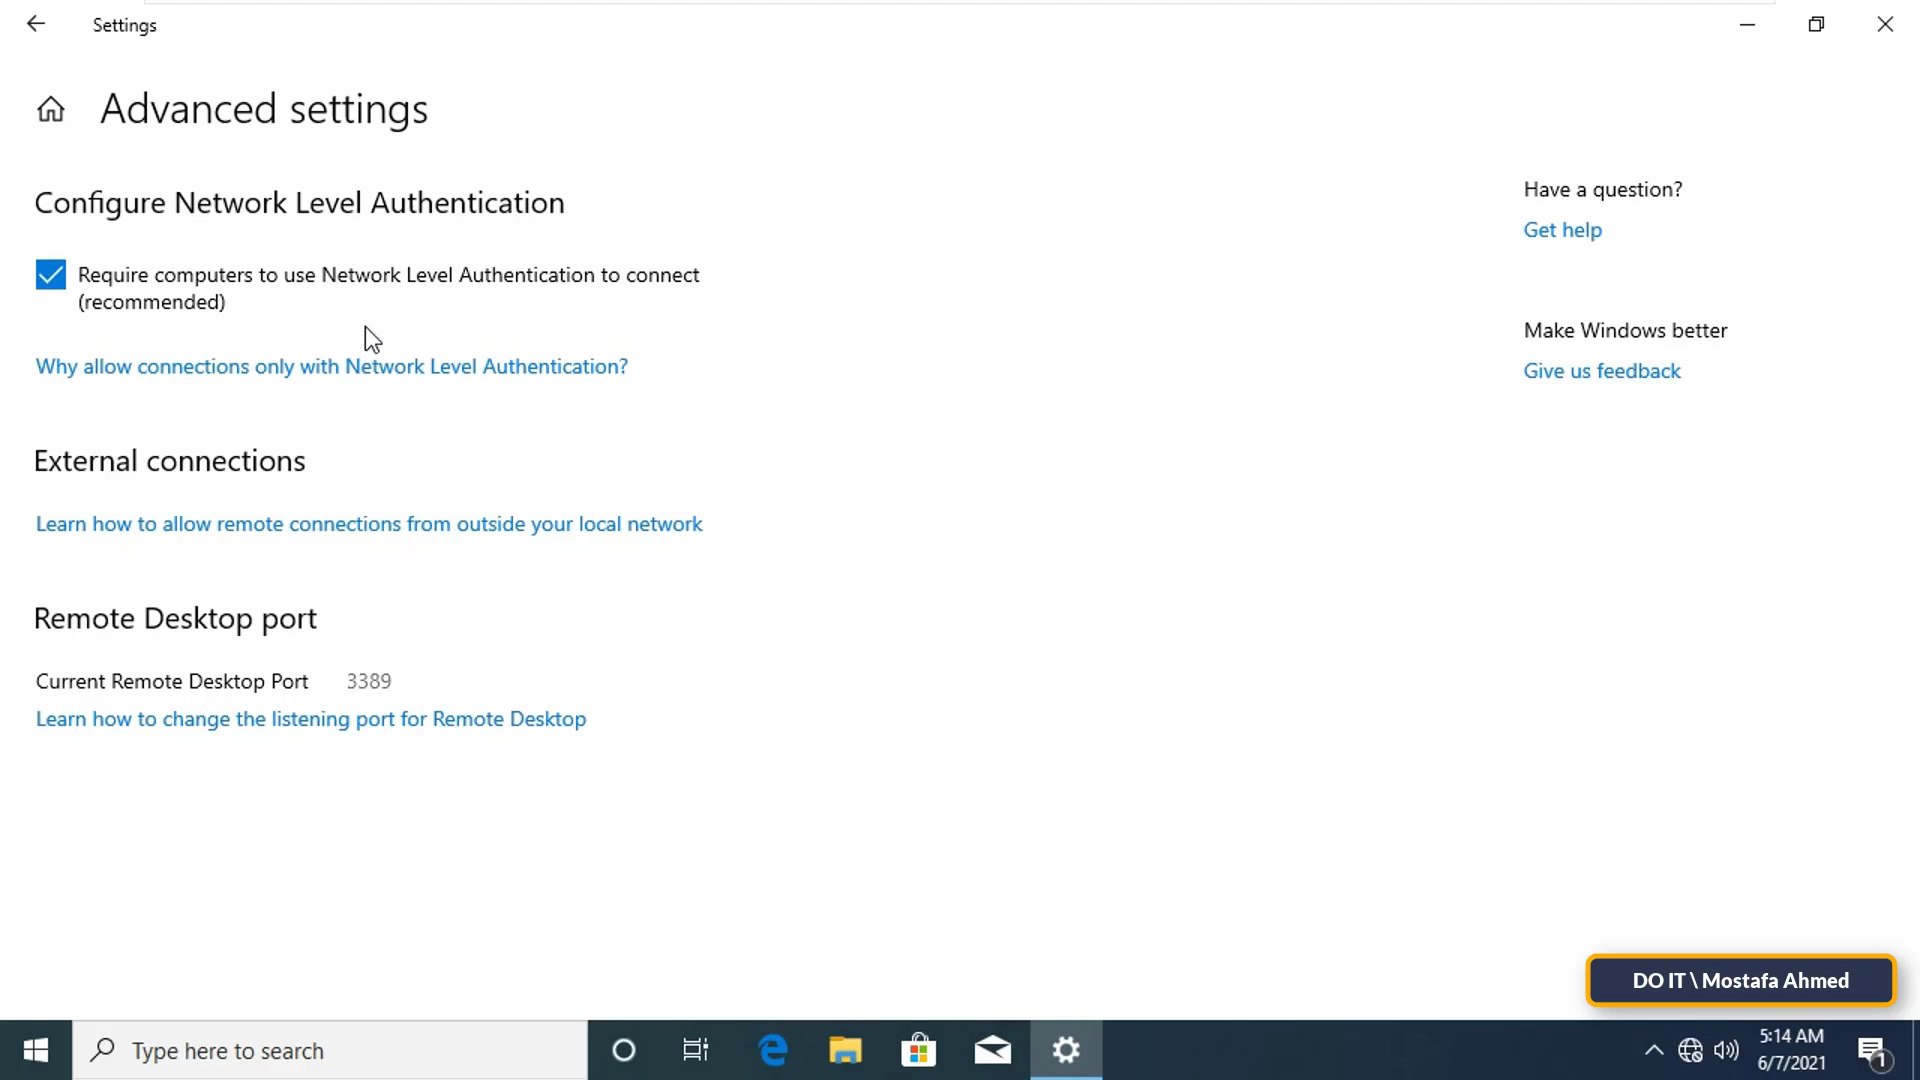 Settings
Advanced settings
Configure Network Level Authentication
Require computers to use Network Level Authentication to connect
(recommended)
Why allow connections only with Network Level Authentication?
External connections
Learn how to allow remote connections from outside your local network
Remote Desktop port
Current Remote Desktop Port 3389
Learn how to change the listening port for Remote Desktop
Have a question?
Get help
Make Windows better
Give us feedback
DO IT \ Mostafa Ahmed
Type here to search
5:14 AM
6/7/2021
1